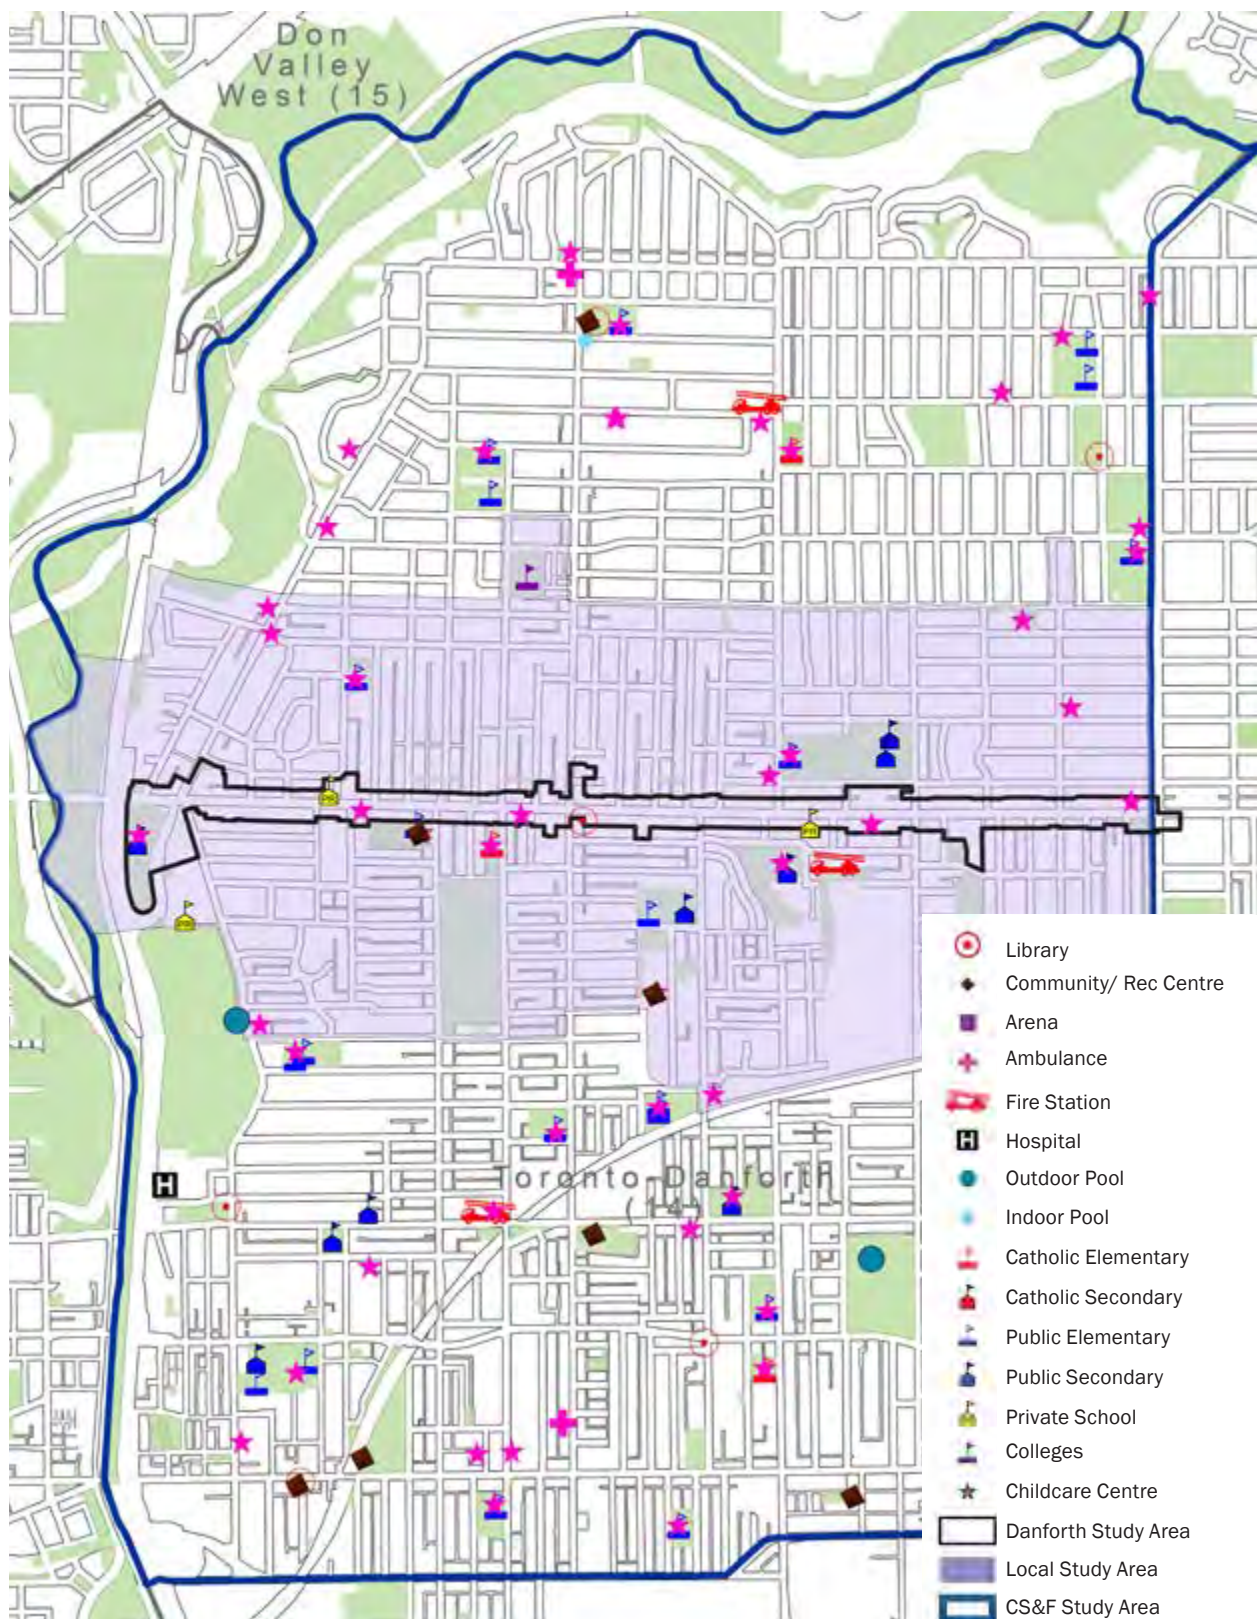 Don
Valley
West (15)
oronto-Danforth
(14)
Library
Community/ Rec Centre
Arena
Ambulance
Fire Station
H
Hospital
Outdoor Pool
Indoor Pool
Catholic Elementary
Catholic Secondary
Public Elementary
Public Secondary
Private School
Colleges
Childcare Centre
Danforth Study Area
Local Study Area
CS&F Study Area
H